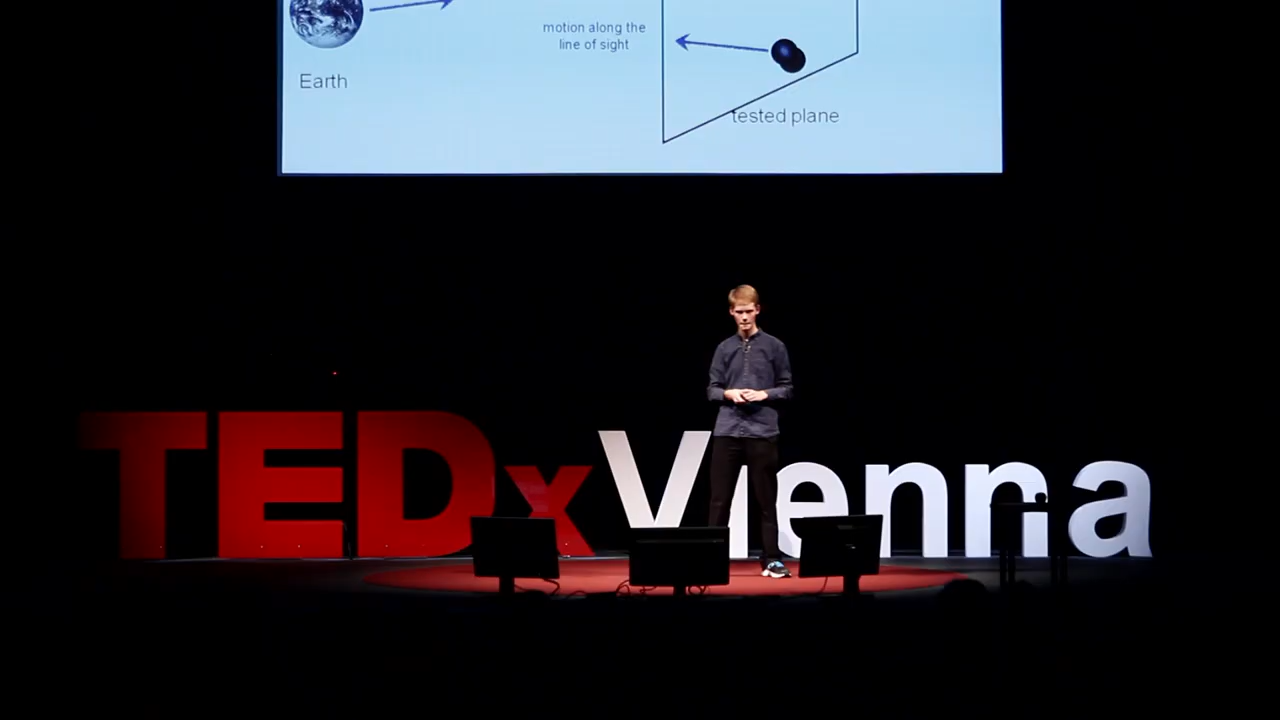 motion along the
line of sight
Earth
tested plane
TEDxVienna